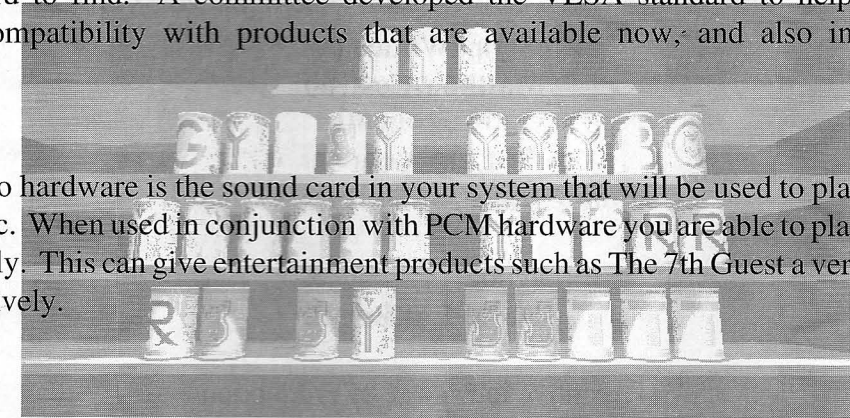 to find. A committee developed the VESA standard to help
ompatibility with products that are available now, and also in
Y Y Y
G Y S Y Y Y Y B C
o hardware is the sound card in your system that will be used to pla
c. When used in conjunction with PCM hardware you are able to pla
ly. This can give entertainment products such as The 7th Guest a ver
vely.